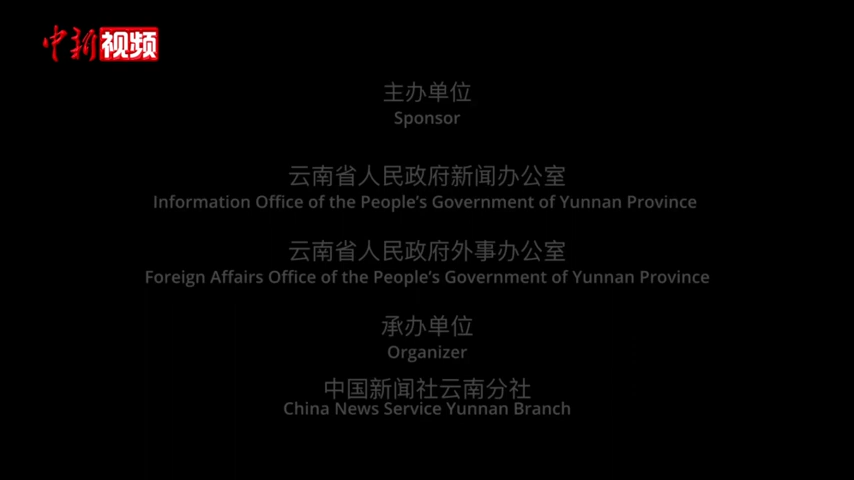 中新视频
主办单位
Sponsor
云南省人民政府新闻办公室
Information Office of the People's Government of Yunnan Province
云南省人民政府外事办公室
Foreign Affairs Office of the People's Government of Yunnan Province
承办单位
Organizer
中国新闻社云南分社
China News Service Yunnan Branch